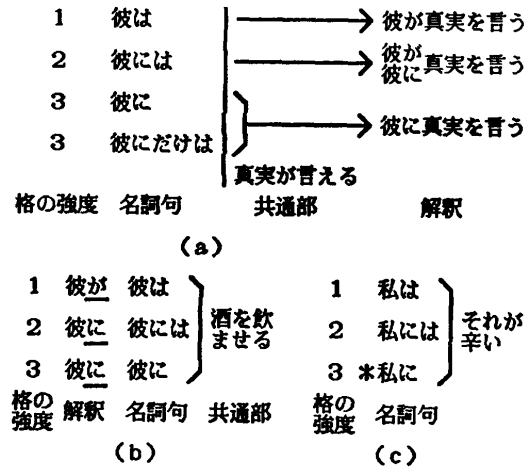 1 彼は 彼が真実を言う
2 彼には 彼が彼に真実を言う
3 彼に
3 彼にだけは 彼に真実を言う
真実が言える
格の強度 名詞句 共通部 解釈
(a)
1 彼が 彼は
2 彼に 彼には
3 彼に 彼に
酒を飲
ませる
格の
強度 解釈 名詞句 共通部
(b)
1 私は
2 私には
3 *私に
それが
辛い
格の
強度 名詞句
(c)